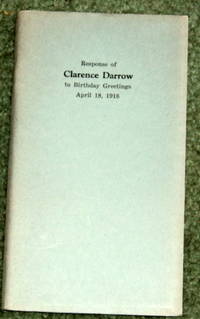 Response of
Clarence Darrow
to Birthday Greetings
April 18, 1918